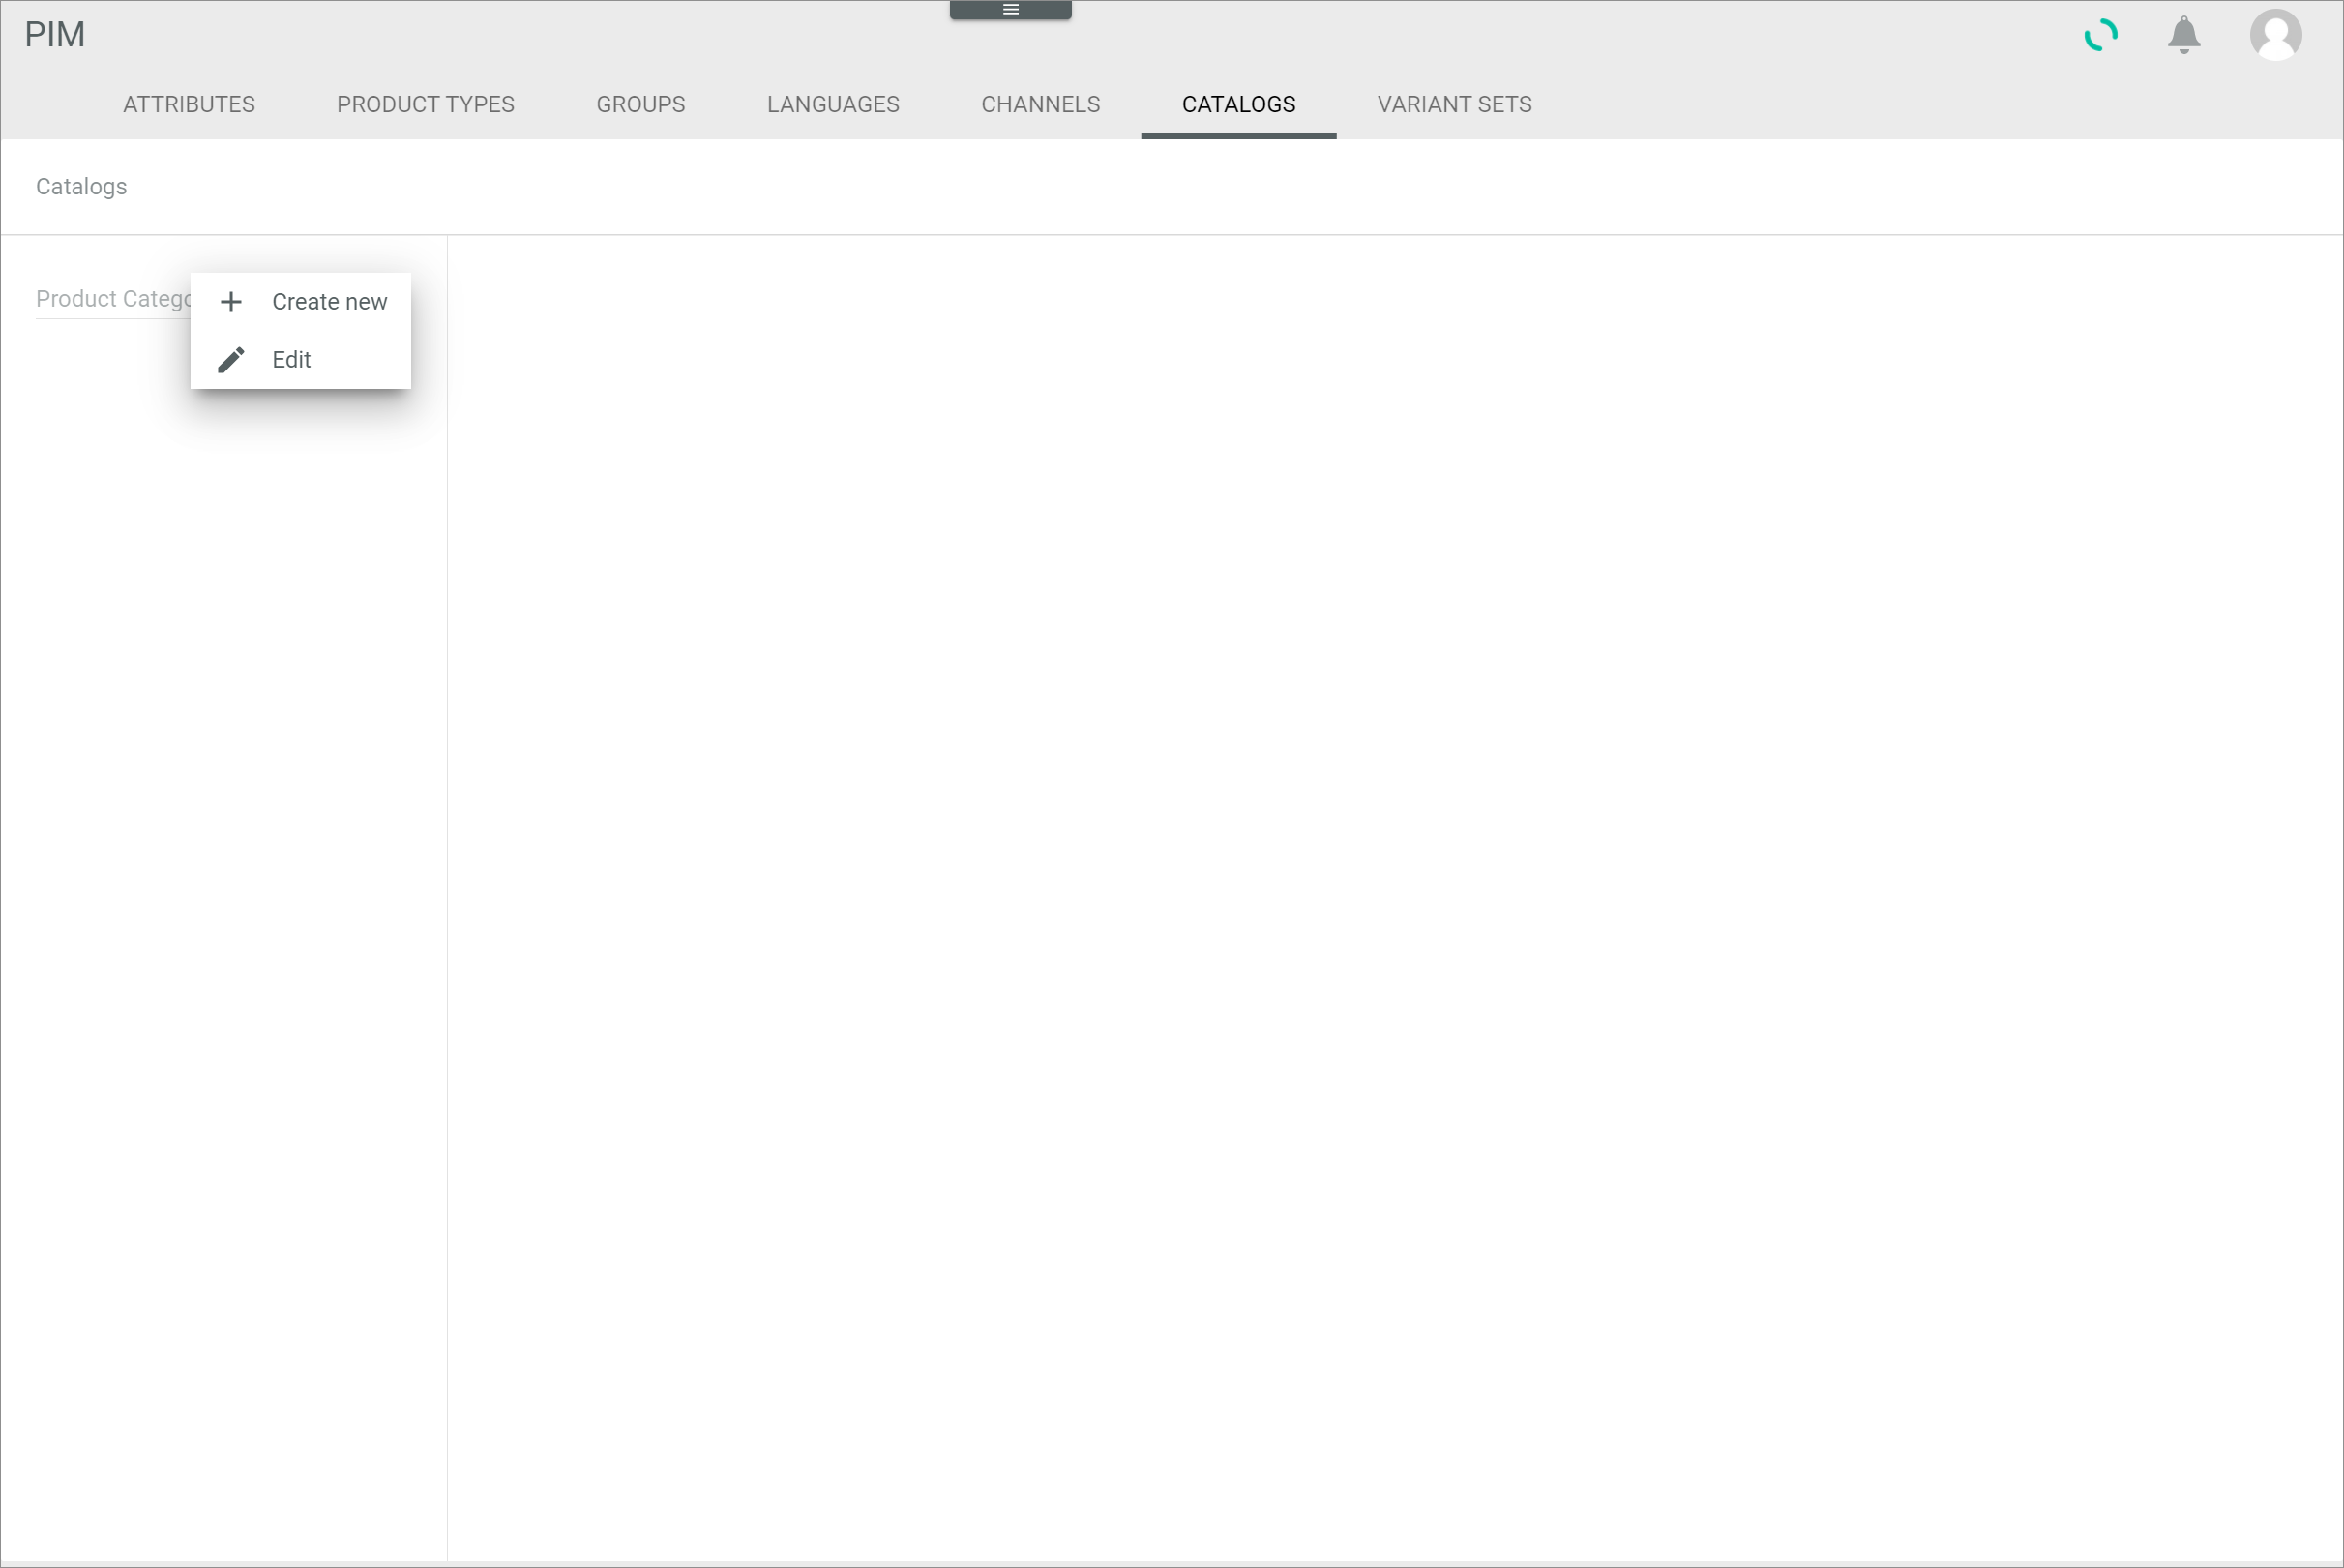 PIM
ATTRIBUTES PRODUCT TYPES GROUPS LANGUAGES CHANNELS CATALOGS VARIANT SETS
Catalogs
Product Catego
Create new
Edit